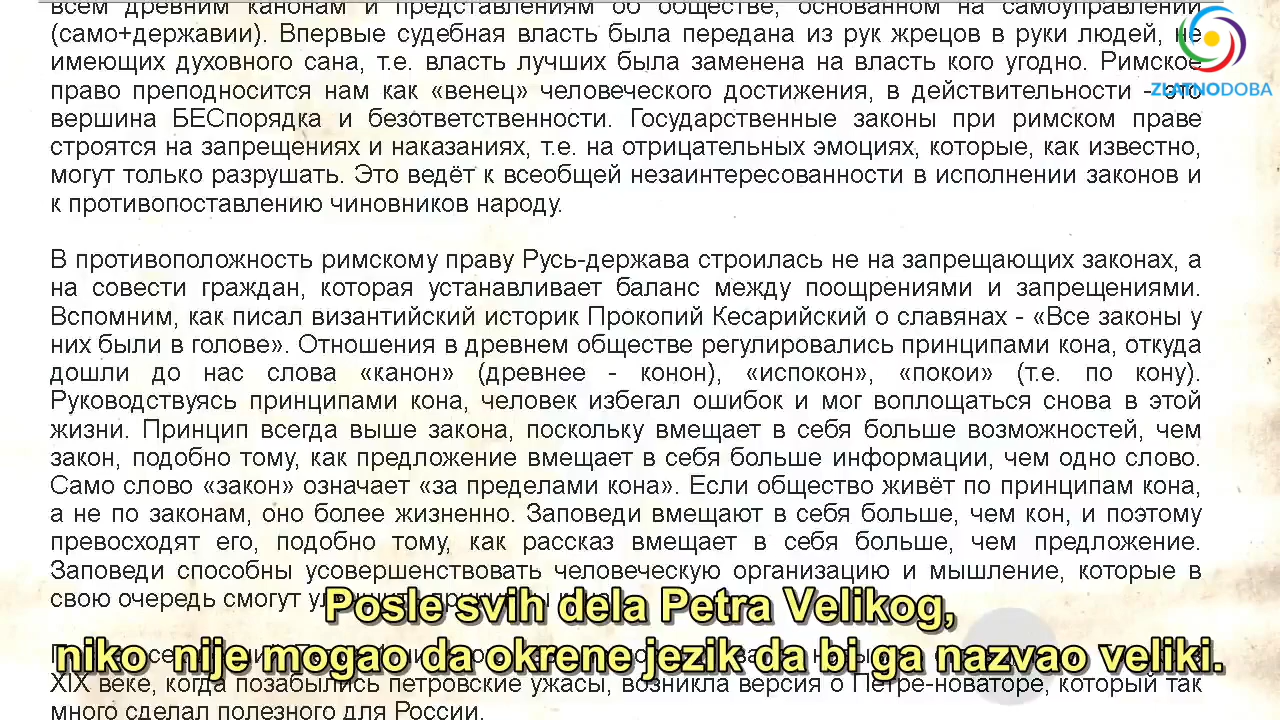 всем древним канонам и представлениям об обществе, основанном на самоуправлении
(само+державии). Впервые судебная власть была передана из рук жрецов в руки людей, не
имеющих духовного сана, т.е. власть лучших была заменена на власть кого угодно. Римское
право преподносится нам как «венец» человеческого достижения, в действительности - это
вершина БЕСпорядка и безответственности. Государственные законы при римском праве
строятся на запрещениях и наказаниях, т.е. на отрицательных эмоциях, которые, как известно,
могут только разрушать. Это ведёт к всеобщей незаинтересованности в исполнении законов и
к противопоставлению чиновников народу.
ZLATNODOBA
В противоположность римскому праву Русь-держава строилась не на запрещающих законах, а
на совести граждан, которая устанавливает баланс между поощрениями и запрещениями.
Вспомним, как писал византийский историк Прокопий Кесарийский о славянах - «Все законы у
них были в голове». Отношения в древнем обществе регулировались принципами кона, откуда
дошли до нас слова «канон» (древнее - конон), «испокон», «покои» (т.е. по кону).
Руководствуясь принципами кона, человек избегал ошибок и мог воплощаться снова в этой
жизни. Принцип всегда выше закона, поскольку вмещает в себя больше возможностей, чем
закон, подобно тому, как предложение вмещает в себя больше информации, чем одно слово.
Само слово «закон» означает «за пределами кона». Если общество живёт по принципам кона,
а не по законам, оно более жизненно. Заповеди вмещают в себя больше, чем кон, и поэтому
превосходят его, подобно тому, как рассказ вмещает в себя больше, чем предложение.
Заповеди способны усовершенствовать человеческую организацию и мышление, которые в
свою очередь смогут
Posle svih dela Petra Velikog,
niko nije mogao da okrene jezik da bi ga nazvao veliki.
XIX веке, когда позабылись петровские ужасы, возникла версия о Петре-новаторе, который так
много сделал полезного для России.